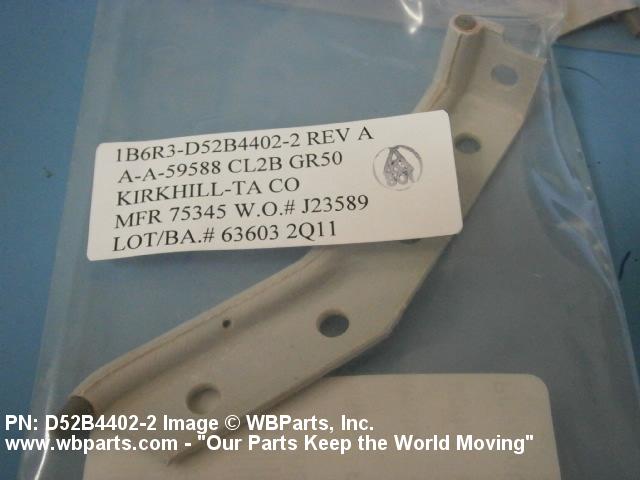 1B6R3-D52B4402-2 REV A
A-A-59588 CL2B GR50
KIRKHILL-TA CO
MFR 75345 W.O.# J23589
LOT/BA.# 63603 2Q11
PN: D52B4402-2 Image © WBParts, Inc.
www.wbparts.com - "Our Parts Keep the World Moving"